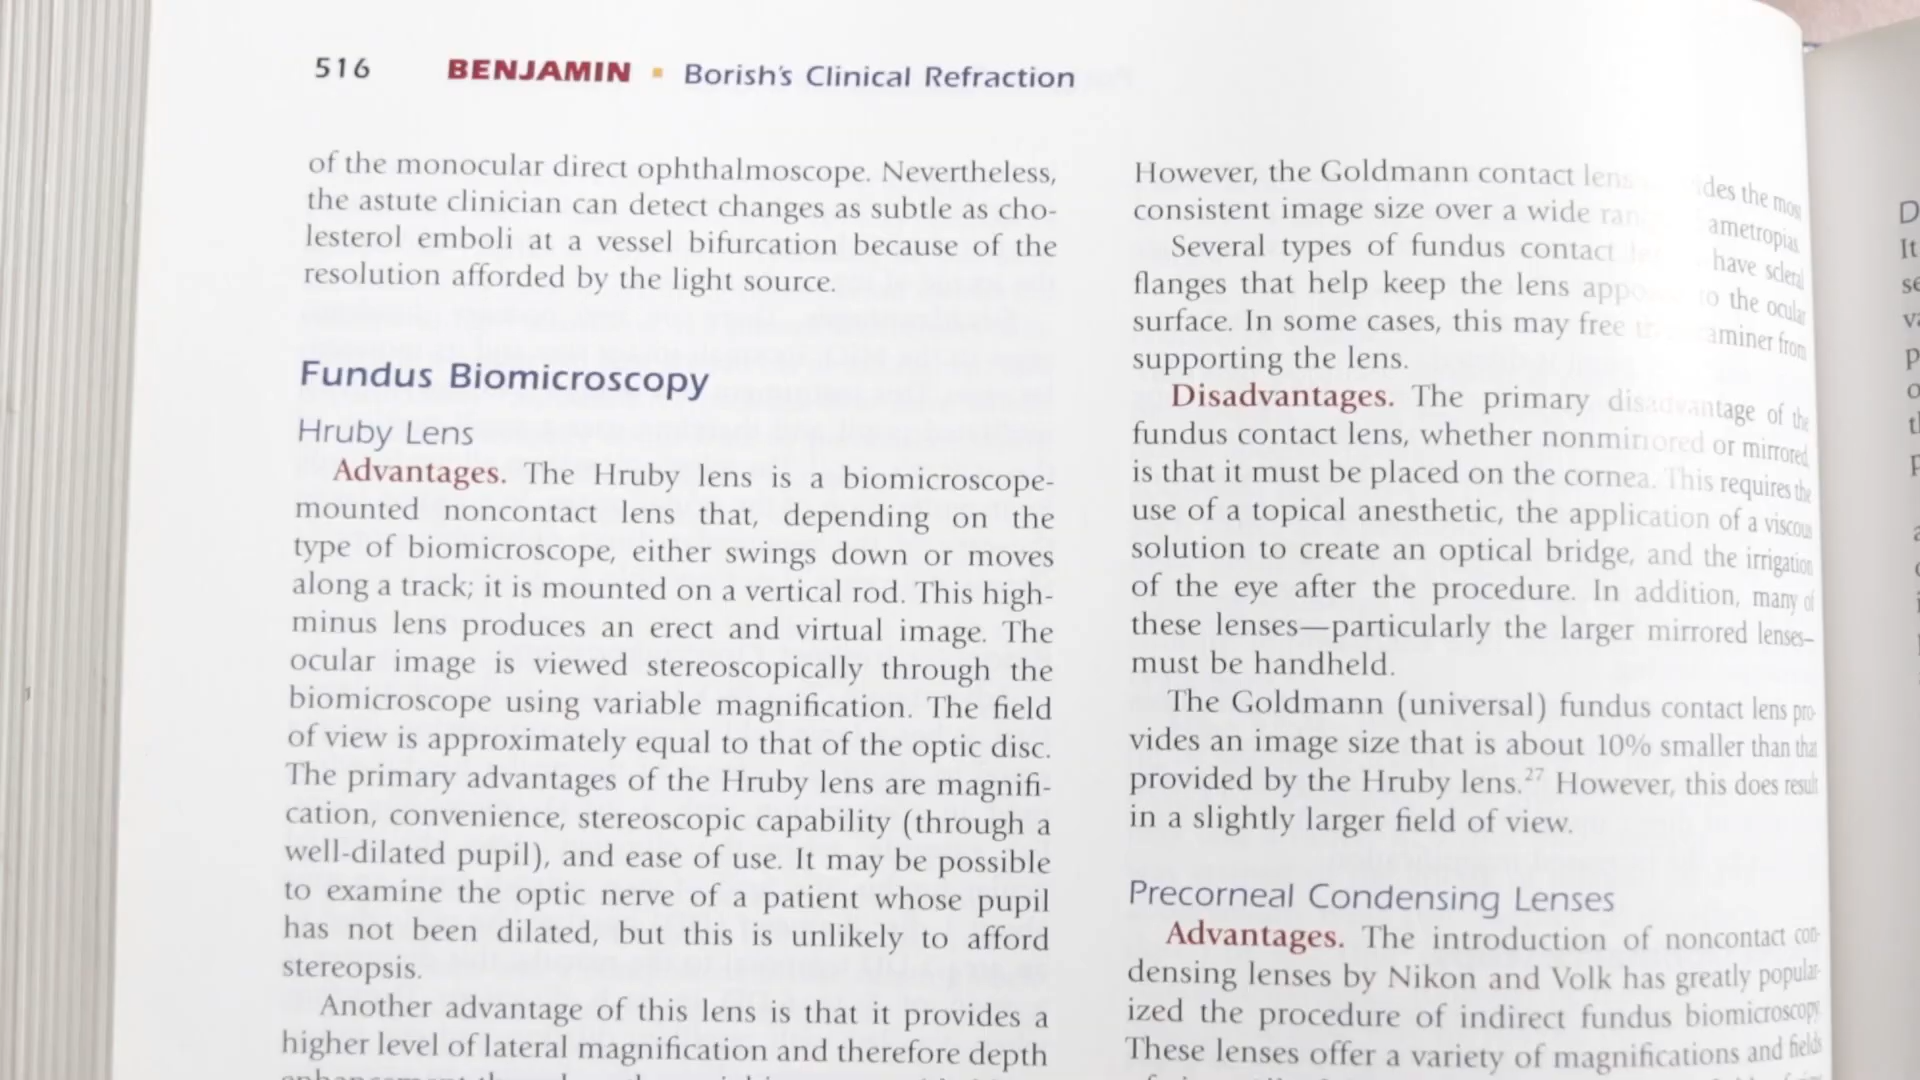 516 BENJAMIN ▪ Borish's Clinical Refraction
of the monocular direct ophthalmoscope. Nevertheless,
the astute clinician can detect changes as subtle as cho-
lesterol emboli at a vessel bifurcation because of the
resolution afforded by the light source.
Fundus Biomicroscopy
Hruby Lens
Advantages. The Hruby lens is a biomicroscope-
mounted noncontact lens that, depending on the
type of biomicroscope, either swings down or moves
along a track; it is mounted on a vertical rod. This high-
minus lens produces an erect and virtual image. The
ocular image is viewed stereoscopically through the
biomicroscope using variable magnification. The field
of view is approximately equal to that of the optic disc.
The primary advantages of the Hruby lens are magnifi-
cation, convenience, stereoscopic capability (through a
well-dilated pupil), and ease of use. It may be possible
to examine the optic nerve of a patient whose pupil
has not been dilated, but this is unlikely to afford
stereopsis.
Another advantage of this lens is that it provides a
higher level of lateral magnification and therefore depth
However, the Goldmann contact lens the most
consistent image size over a wide ametropias
Several types of fundus contact have scleral
flanges that help keep the lens to the ocular
surface. In some cases, this may free examiner from
supporting the lens.
Disadvantages. The primary disadvantage of the
fundus contact lens, whether nonmirrored or mirrored,
is that it must be placed on the cornea. This requires the
use of a topical anesthetic, the application of a viscous
solution to create an optical bridge, and the irrigation
of the eye after the procedure. In addition, many of
these lenses—particularly the larger mirrored lenses—
must be handheld.
The Goldmann (universal) fundus contact lens pro-
vides an image size that is about 10% smaller than that
provided by the Hruby lens.27 However, this does result
in a slightly larger field of view.
Precorneal Condensing Lenses
Advantages. The introduction of noncontact con-
densing lenses by Nikon and Volk has greatly popular-
ized the procedure of indirect fundus biomicroscopy.
These lenses offer a variety of magnifications and fields